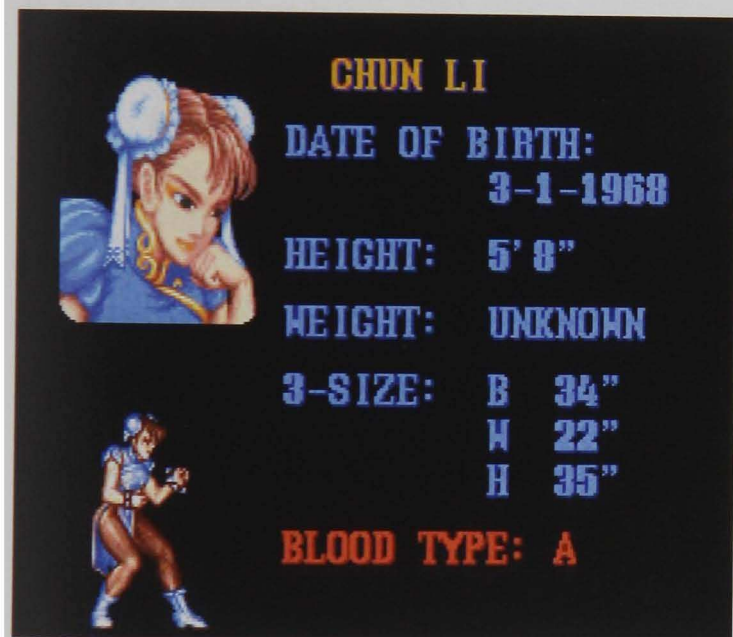 CHUN LI
DATE OF BIRTH:
3-1-1968
HEIGHT: 5' 8"
WEIGHT: UNKNOWN
3-SIZE: B 34"
W 22"
H 35"
BLOOD TYPE: A